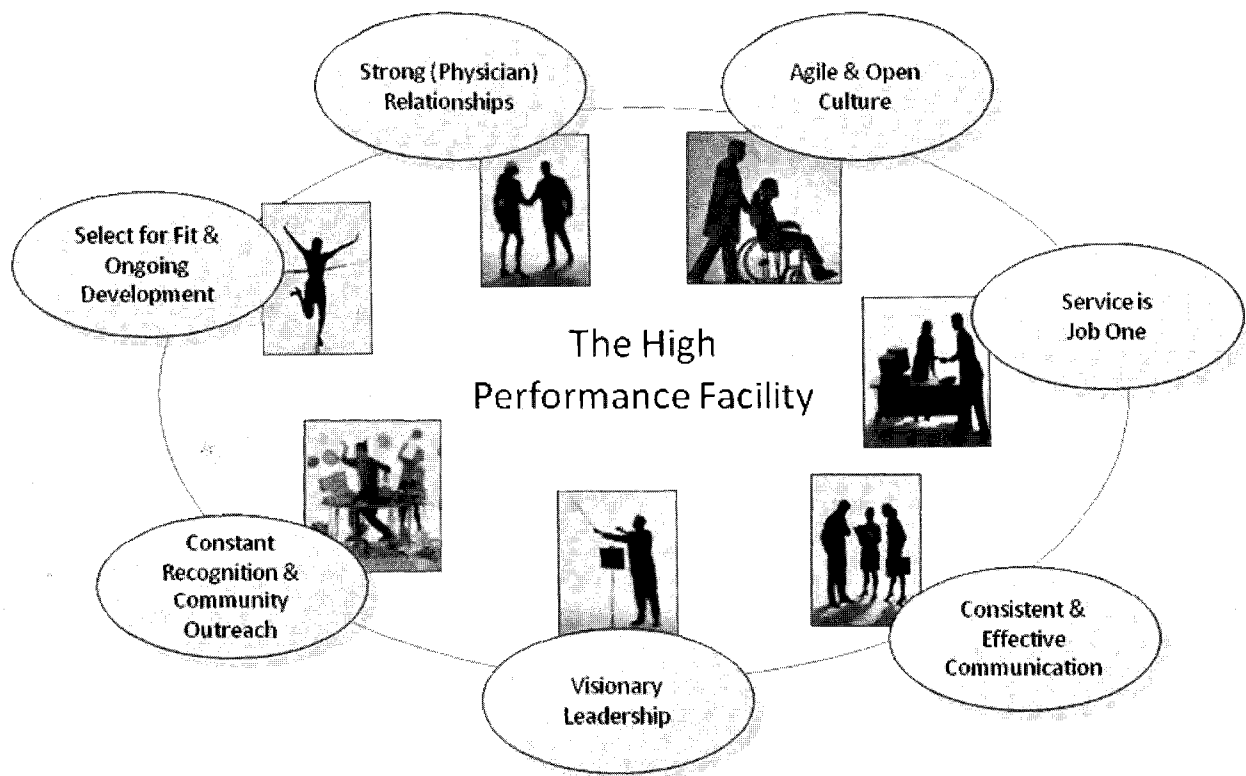 Strong (Physician)
Relationships
Agile & Open
Culture
Select for Fit &
Ongoing
Development
Service is
Job One
The High
Performance Facility
Constant
Recognition &
Community
Outreach
Visionary
Leadership
Consistent &
Effective
Communication